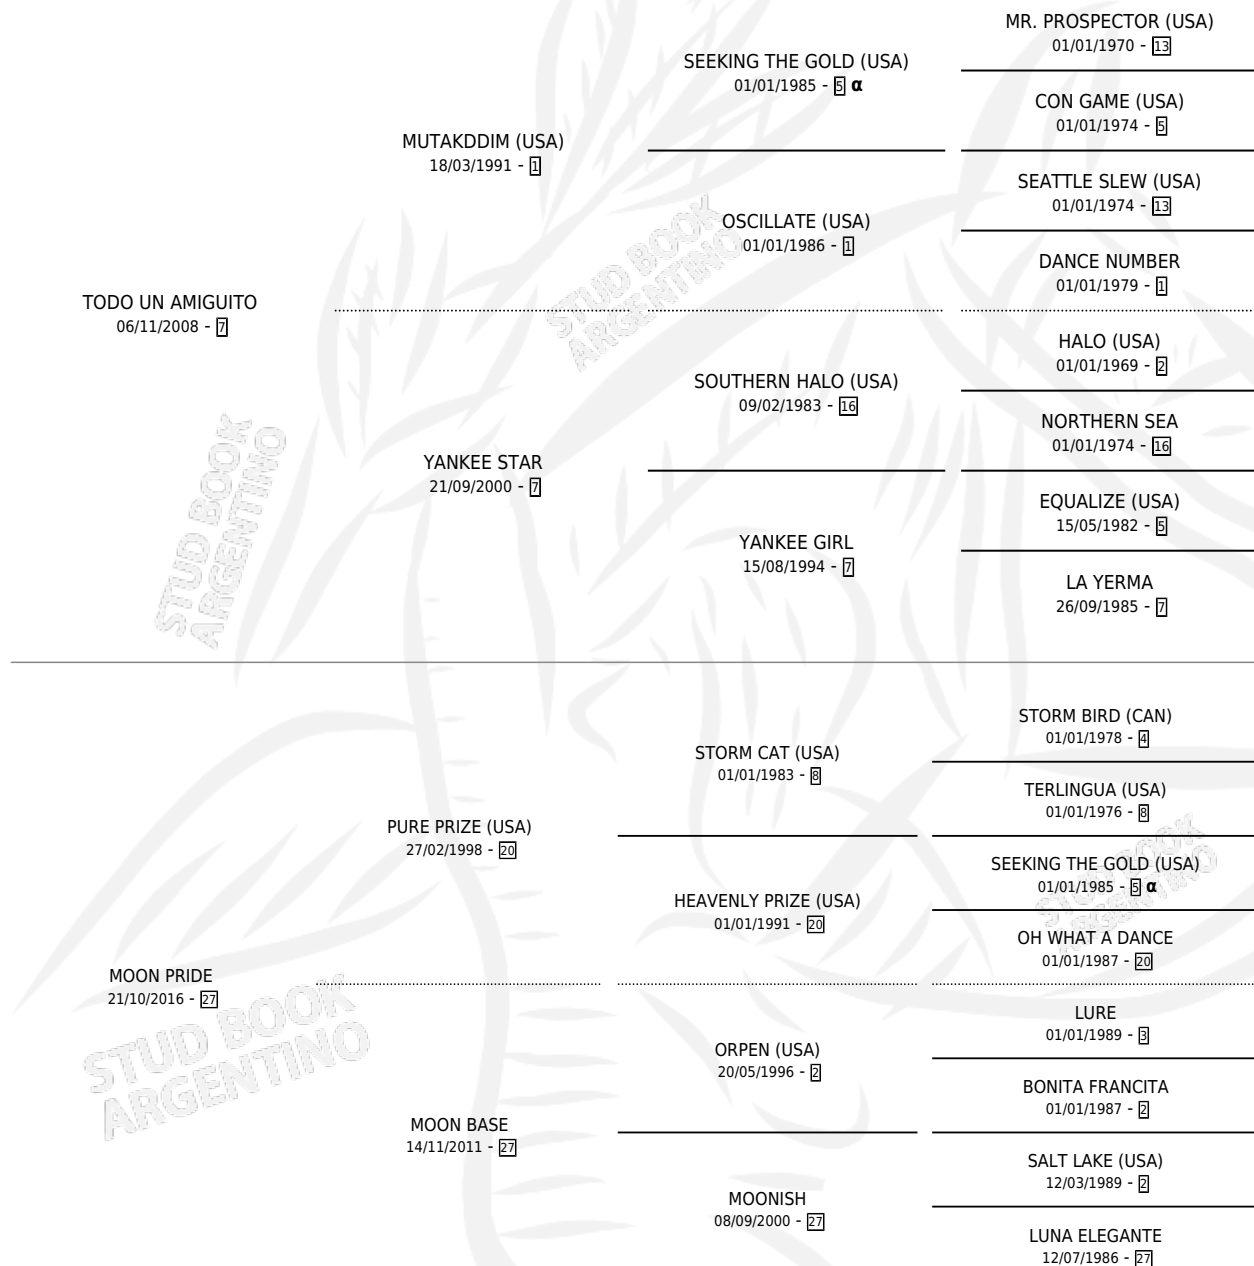 MR. PROSPECTOR (USA)
01/01/1970 - 13
SEEKING THE GOLD (USA)
01/01/1985 - 5 α
CON GAME (USA)
01/01/1974 - 5
MUTAKDDIM (USA)
18/03/1991 - 1
SEATTLE SLEW (USA)
01/01/1974 - 13
OSCILLATE (USA)
01/01/1986 - 1
DANCE NUMBER
01/01/1979 - 1
TODO UN AMIGUITO
06/11/2008 - 7
HALO (USA)
01/01/1969 - 2
SOUTHERN HALO (USA)
09/02/1983 - 16
NORTHERN SEA
01/01/1974 - 16
YANKEE STAR
21/09/2000 - 7
EQUALIZE (USA)
15/05/1982 - 5
YANKEE GIRL
15/08/1994 - 7
LA YERMA
26/09/1985 - 7
STORM BIRD (CAN)
01/01/1978 - 4
STORM CAT (USA)
01/01/1983 - 8
TERLINGUA (USA)
01/01/1976 - 8
PURE PRIZE (USA)
27/02/1998 - 20
SEEKING THE GOLD (USA)
01/01/1985 - 5 α
HEAVENLY PRIZE (USA)
01/01/1991 - 20
OH WHAT A DANCE
01/01/1987 - 20
MOON PRIDE
21/10/2016 - 27
LURE
01/01/1989 - 3
ORPEN (USA)
20/05/1996 - 2
BONITA FRANCITA
01/01/1987 - 2
MOON BASE
14/11/2011 - 27
SALT LAKE (USA)
12/03/1989 - 2
MOONISH
08/09/2000 - 27
LUNA ELEGANTE
12/07/1986 - 27
STUD BOOK
ARGENTINO
STUD BOOK
ARGENTINO
STUD BOOK
ARGENTINO
STUD BOOK
ARGENTINO